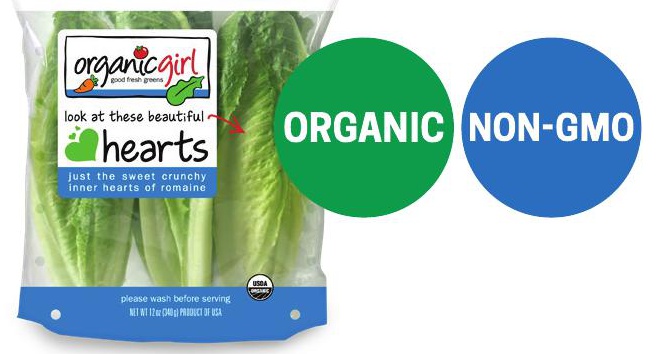 organicgirl
good fresh greens
look at these beautiful
hearts
just the sweet crunchy
inner hearts of romaine
USDA
ORGANIC
please wash before serving
NET WT 12 oz (340g) PRODUCT OF USA
ORGANIC
NON-GMO